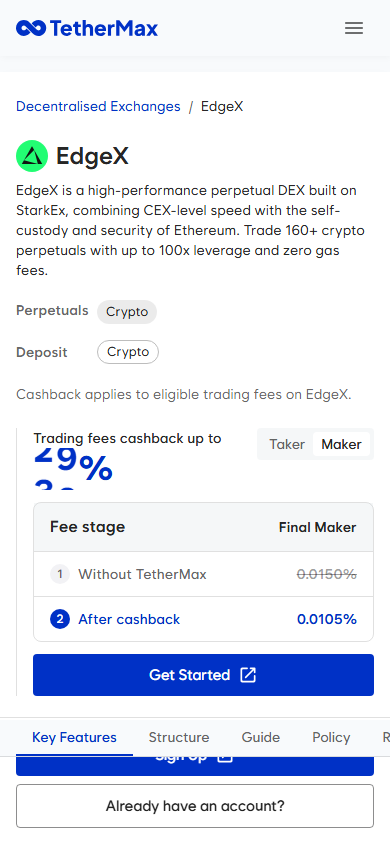 TetherMax
Decentralised Exchanges / EdgeX
EdgeX
EdgeX is a high-performance perpetual DEX built on
StarkEx, combining CEX-level speed with the self-
custody and security of Ethereum. Trade 160+ crypto
perpetuals with up to 100x leverage and zero gas
fees.
Perpetuals Crypto
Deposit Crypto
Cashback applies to eligible trading fees on EdgeX.
Trading fees cashback up to
Taker Maker
%
Fee stage Final Maker
1 Without TetherMax 0.0150%
2 After cashback 0.0105%
Get Started
Key Features Structure Guide Policy R
Sign Up
Already have an account?